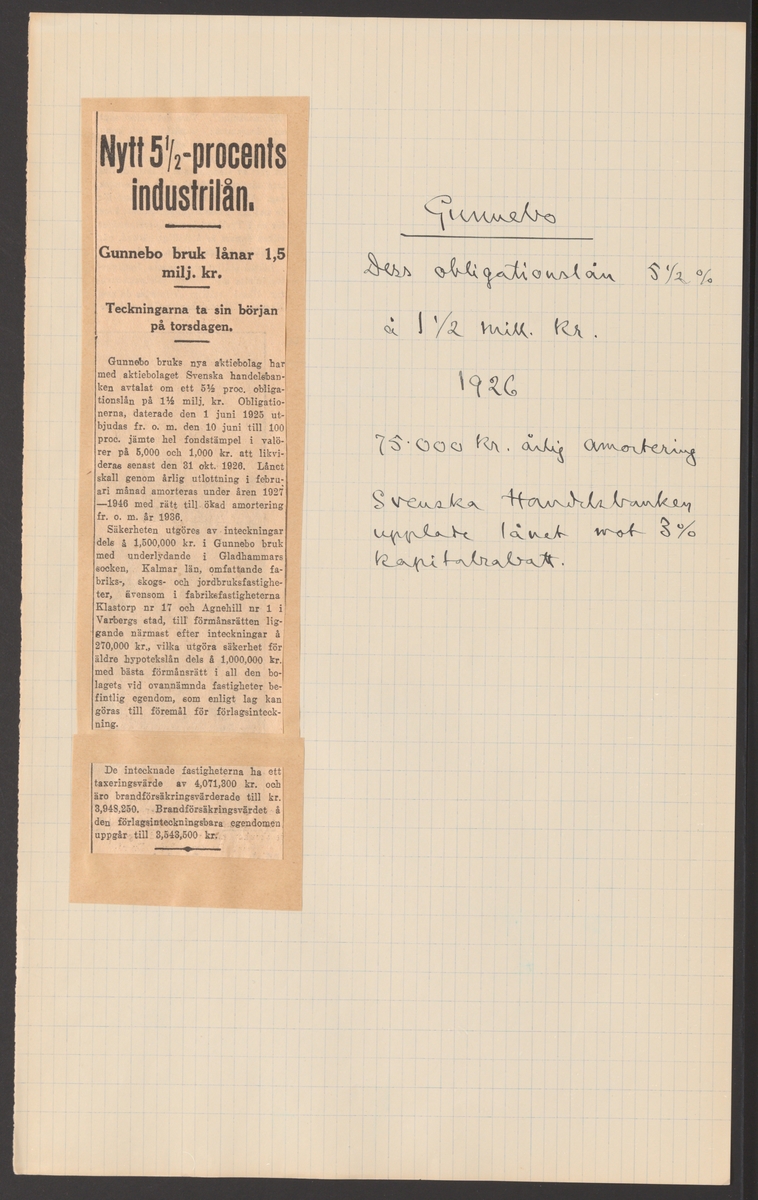 Nytt 5½-procents
industrilån.
Gunnebo bruk lånar 1,5
milj. kr.
Teckningarna ta sin början
på torsdagen.
Gunnebo bruks nya aktiebolag har
med aktiebolaget Svenska handelsban-
ken avtalat om ett 5½ proc. obliga-
tionslån på 1½ milj. kr. Obligatio-
nerna, daterade den 1 juni 1925 ut-
bjudas fr. o. m. den 10 juni till 100
proc. jämte hel fondstämpel i valö-
rer på 5,000 och 1,000 kr. att likvi-
deras senast den 31 okt. 1926. Lånet
skall genom årlig utlottning i febru-
ari månad amorteras under åren 1927
—1946 med rätt till ökad amortering
fr. o. m. år 1936.
Säkerheten utgöres av inteckningar
dels å 1,500,000 kr. i Gunnebo bruk
med underlydande i Gladhammars
socken, Kalmar län, omfattande fa-
briks-, skogs- och jordbruksfastighe-
ter, ävensom i fabriksfastigheterna
Klastorp nr 17 och Agnehill nr 1 i
Varbergs stad, till förmånsrätten lig-
gande närmast efter inteckningar å
270,000 kr., vilka utgöra säkerhet för
äldre hypotekslån dels å 1,000,000 kr.
med bästa förmånsrätt i all den bo-
lagets vid ovannämnda fastigheter be-
fintlig egendom, som enligt lag kan
göras till föremål för förlagsinteck-
ning.
De intecknade fastigheterna ha ett
taxeringsvärde av 4,071,300 kr. och
äro brandförsäkringsvärderade till kr.
3,948,250. Brandförsäkringsvärdet å
den förlagsinteckningsbara egendomen
uppgår till 3,543,500 kr.
Gunnebo
Dess obligationslån 5½%
å 1½ mill. kr.
1926
75.000 kr. årlig amortering
Svenska Handelsbanken
upplade lånet mot 3%
kapitalrabatt.